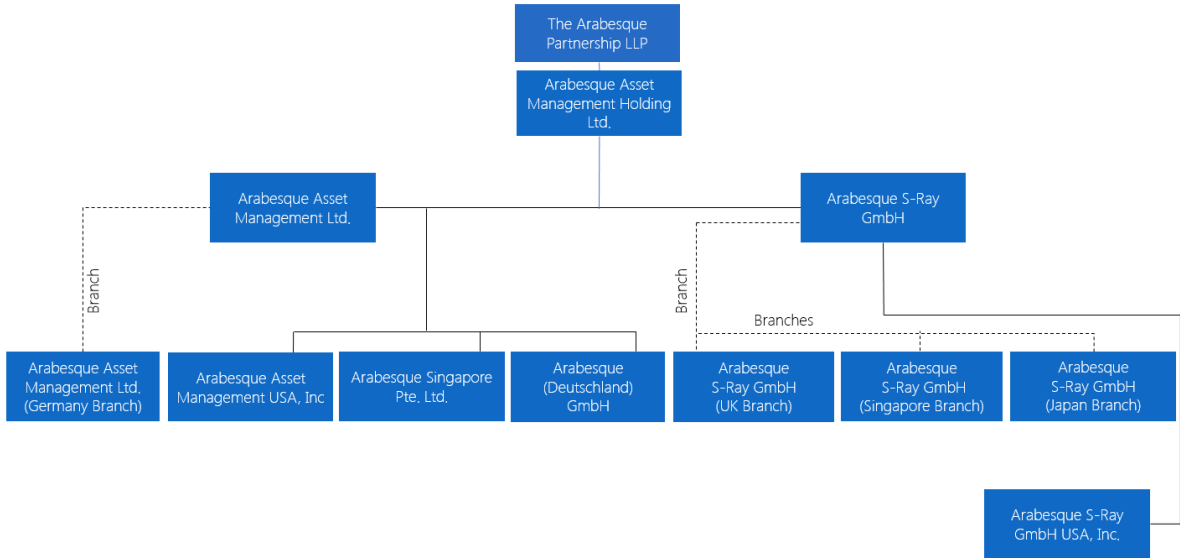 The Arabesque
Partnership LLP
Arabesque Asset
Management Holding
Ltd.
Arabesque Asset
Management Ltd.
Arabesque S-Ray
GmbH
Branch
Branch
Branches
Arabesque Asset
Management Ltd.
(Germany Branch)
Arabesque Asset
Management USA, Inc
Arabesque Singapore
Pte. Ltd.
Arabesque
(Deutschland)
GmbH
Arabesque
S-Ray GmbH
(UK Branch)
Arabesque
S-Ray GmbH
(Singapore Branch)
Arabesque
S-Ray GmbH
(Japan Branch)
Arabesque S-Ray
GmbH USA, Inc.